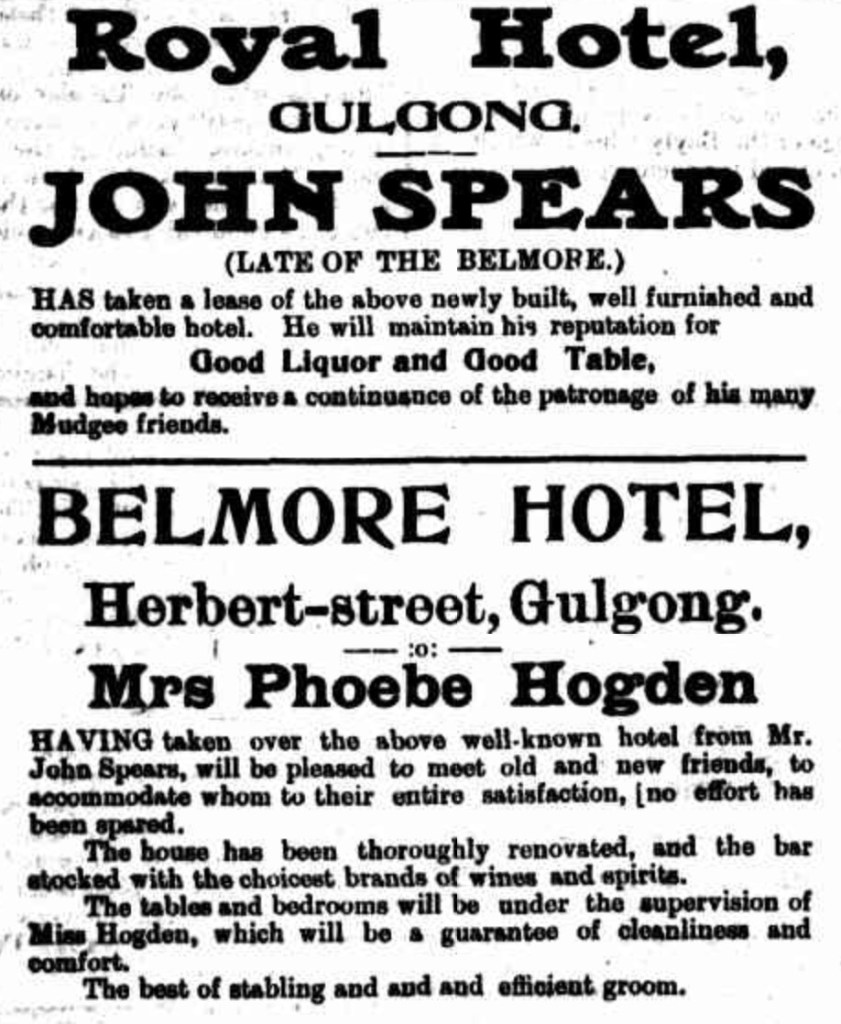 Royal Hotel,
GULGONG.
JOHN SPEARS
(LATE OF THE BELMORE.)
HAS taken a lease of the above newly built, well furnished and
comfortable hotel. He will maintain his reputation for
Good Liquor and Good Table,
and hopes to receive a continuance of the patronage of his many
Mudgee friends.
BELMORE HOTEL,
Herbert-street, Gulgong.
:o:
Mrs Phoebe Hogden
HAVING taken over the above well-known hotel from Mr.
John Spears, will be pleased to meet old and new friends, to
accommodate whom to their entire satisfaction, [no effort has
been spared.
The house has been thoroughly renovated, and the bar
stocked with the choicest brands of wines and spirits.
The tables and bedrooms will be under the supervision of
Miss Hogden, which will be a guarantee of cleanliness and
comfort.
The best of stabling and and and efficient groom.